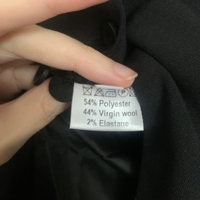 54% Polyester
44% Virgin wool
2% Elastane